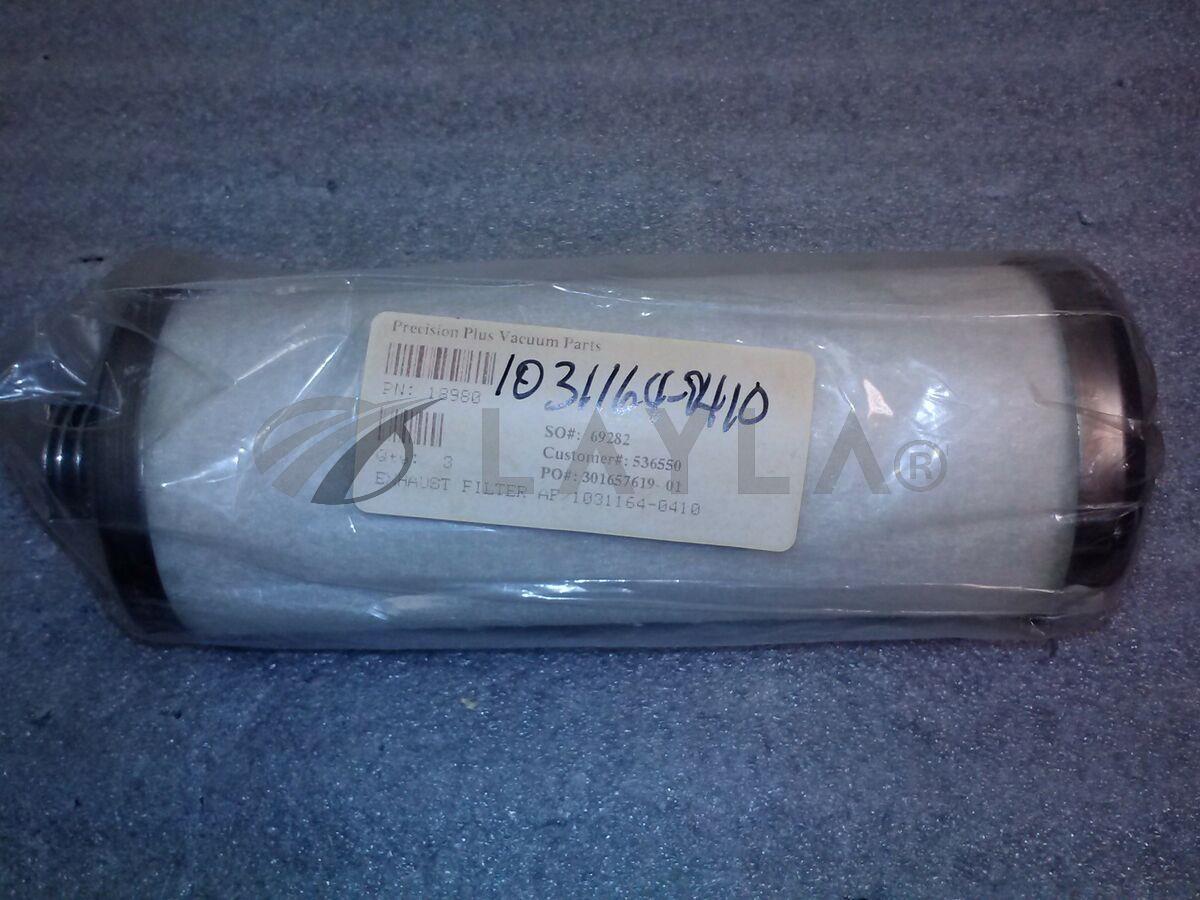 Precision Plus Vacuum Parts
PN: 18980
1031164-0410
SO#: 69282
Qty: 3
Customer#: 536550
PO#: 301657619-01
EXHAUST FILTER AF 1031164-0410
LAYLA®